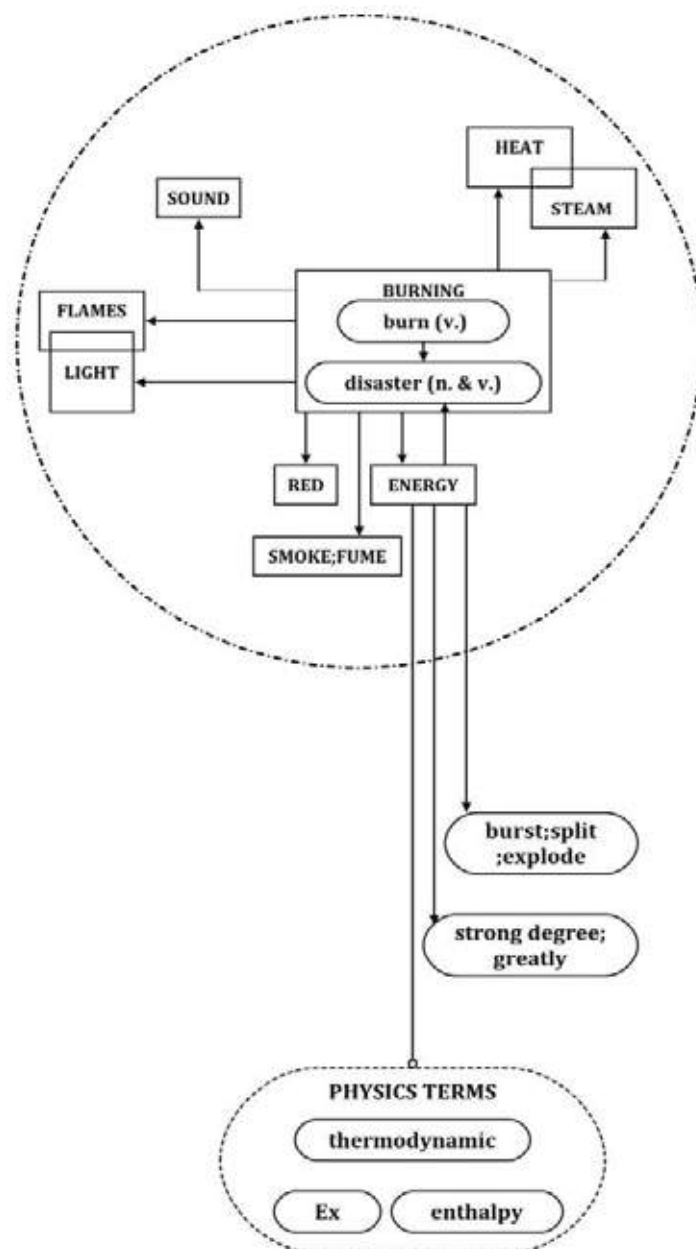 HEAT
SOUND
STEAM
BURNING
FLAMES
burn (v.)
LIGHT
disaster (n. & v.)
RED
ENERGY
SMOKE;FUME
burst;split
;explode
strong degree;
greatly
PHYSICS TERMS
thermodynamic
Ex
enthalpy